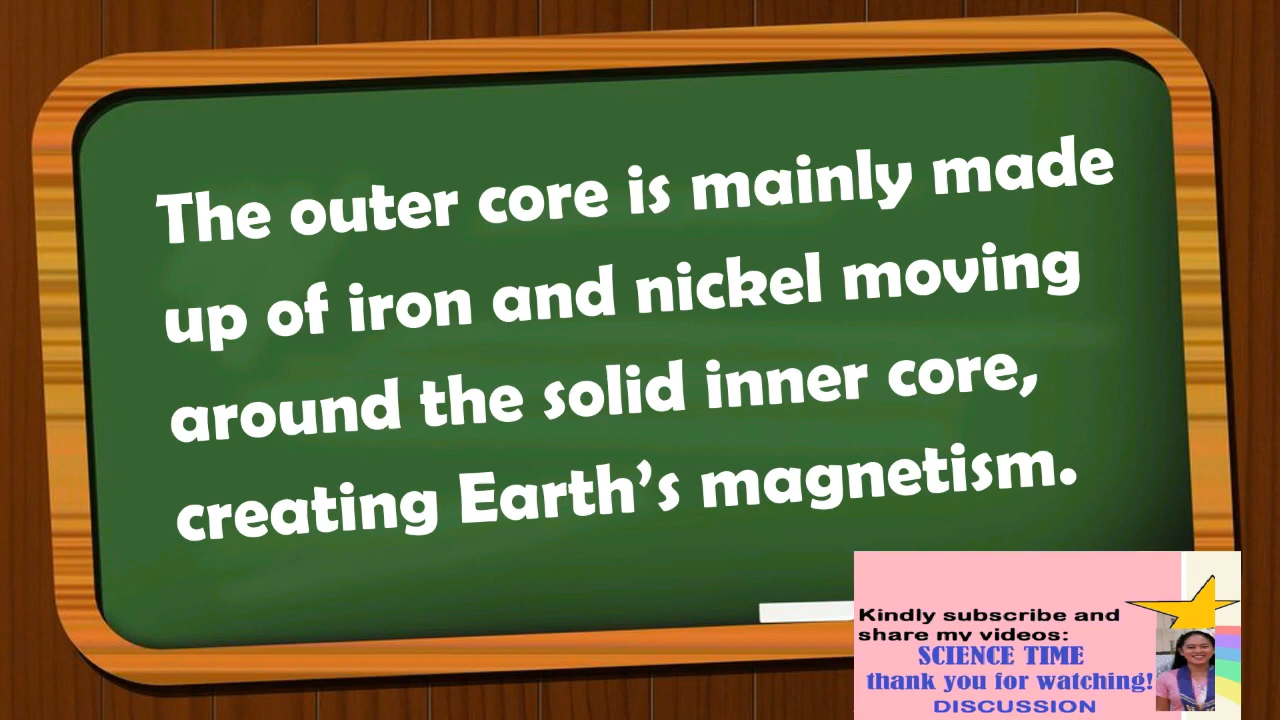 The outer core is mainly made
up of iron and nickel moving
around the solid inner core,
creating Earth's magnetism.
Kindly subscribe and
share my videos:
SCIENCE TIME
thank you for watching!
DISCUSSION